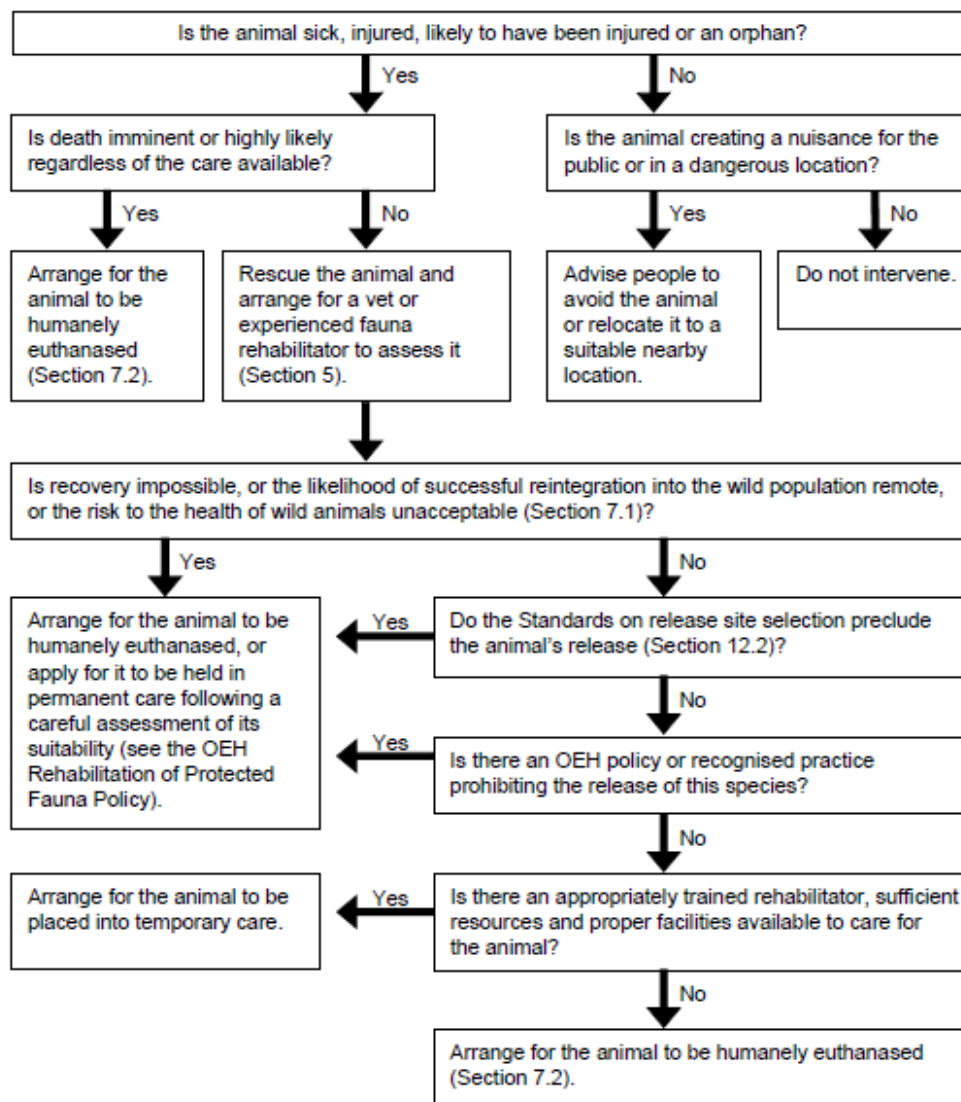 Is the animal sick, injured, likely to have been injured or an orphan?
Yes
No
Is death imminent or highly likely
regardless of the care available?
Is the animal creating a nuisance for the
public or in a dangerous location?
Yes
No
Yes
No
Arrange for the
animal to be
humanely
euthanased
(Section 7.2).
Rescue the animal and
arrange for a vet or
experienced fauna
rehabilitator to assess it
(Section 5).
Advise people to
avoid the animal
or relocate it to a
suitable nearby
location.
Do not intervene.
Is recovery impossible, or the likelihood of successful reintegration into the wild population remote,
or the risk to the health of wild animals unacceptable (Section 7.1)?
Yes
No
Arrange for the animal to be
humanely euthanased, or
apply for it to be held in
permanent care following a
careful assessment of its
suitability (see the OEH
Rehabilitation of Protected
Fauna Policy).
Yes
Do the Standards on release site selection preclude
the animal's release (Section 12.2)?
No
Yes
Is there an OEH policy or recognised practice
prohibiting the release of this species?
No
Arrange for the animal to be
placed into temporary care.
Yes
Is there an appropriately trained rehabilitator, sufficient
resources and proper facilities available to care for
the animal?
No
Arrange for the animal to be humanely euthanased
(Section 7.2).